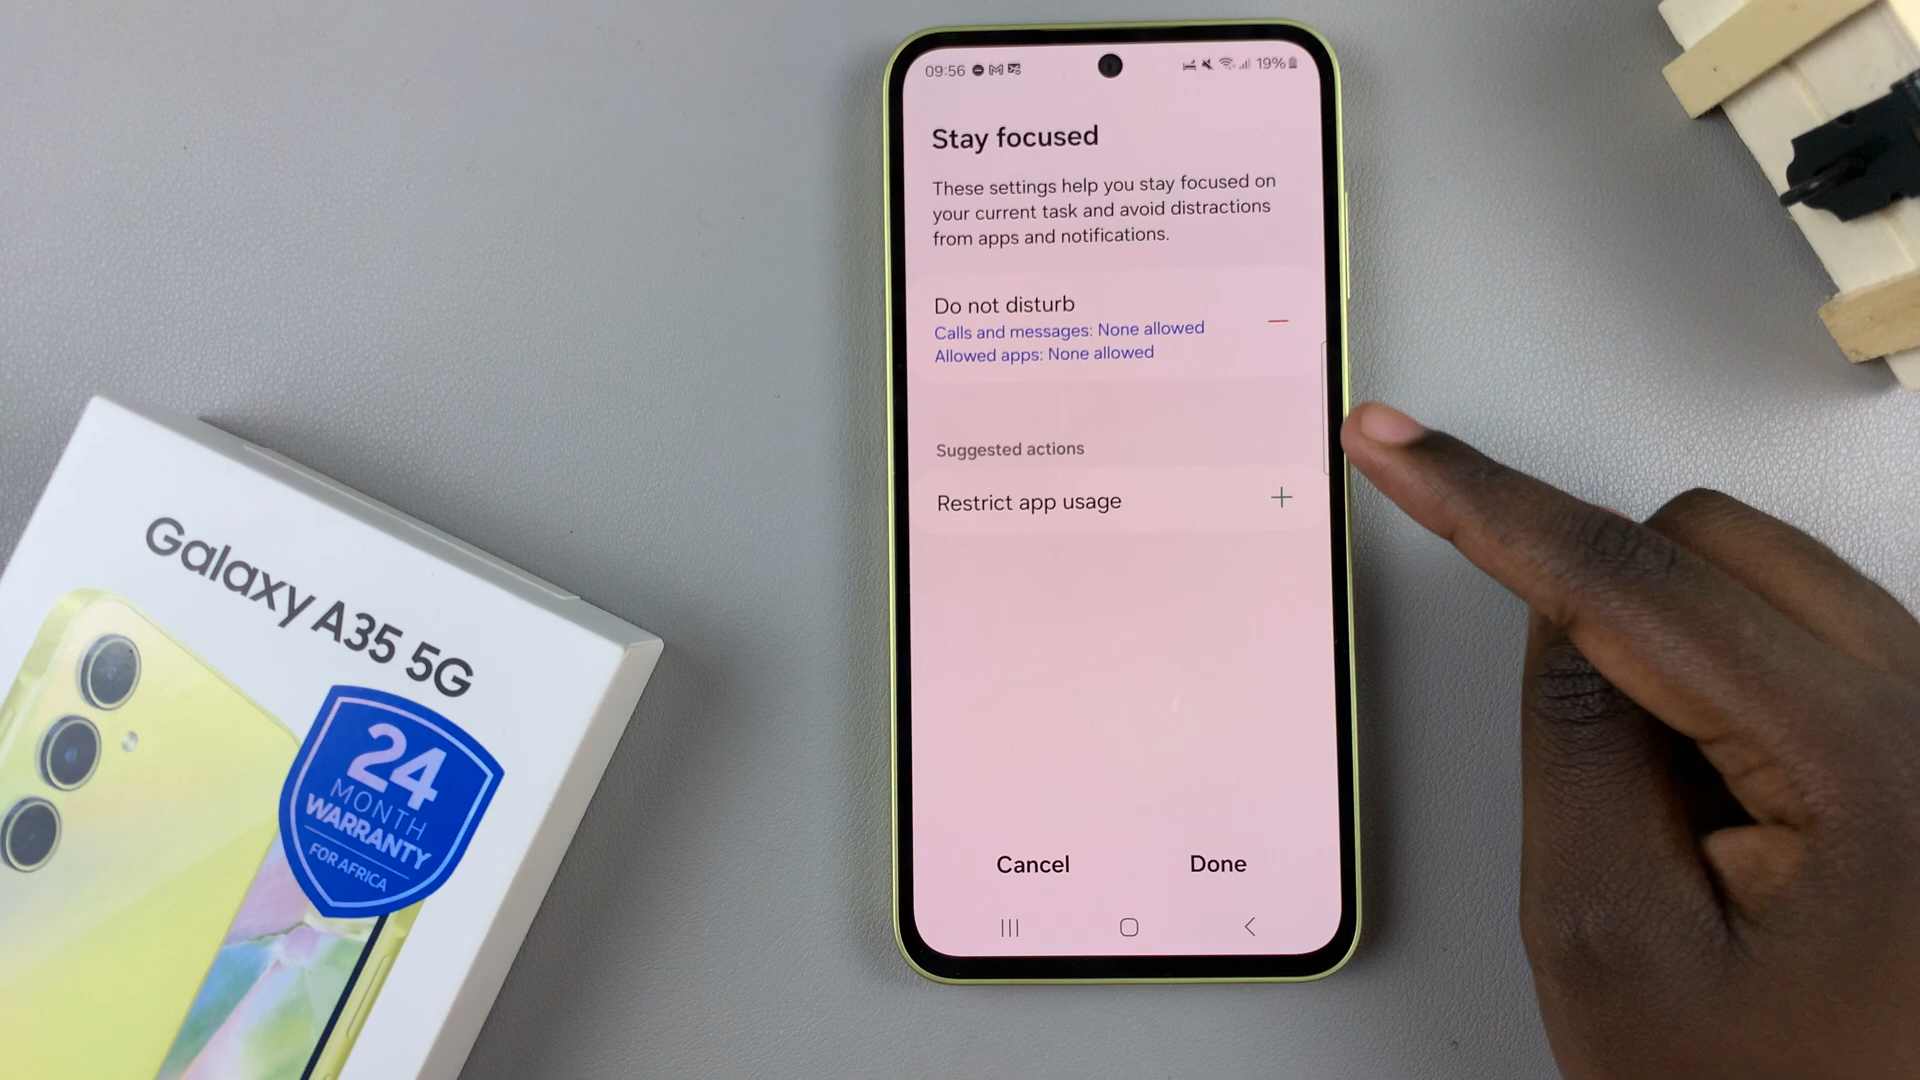 09:56
19%
Stay focused
These settings help you stay focused on
your current task and avoid distractions
from apps and notifications.
Do not disturb
Calls and messages: None allowed
Allowed apps: None allowed
Suggested actions
Restrict app usage
Cancel
Done
Galaxy A35 5G
24
MONTH
WARRANTY
FOR AFRICA